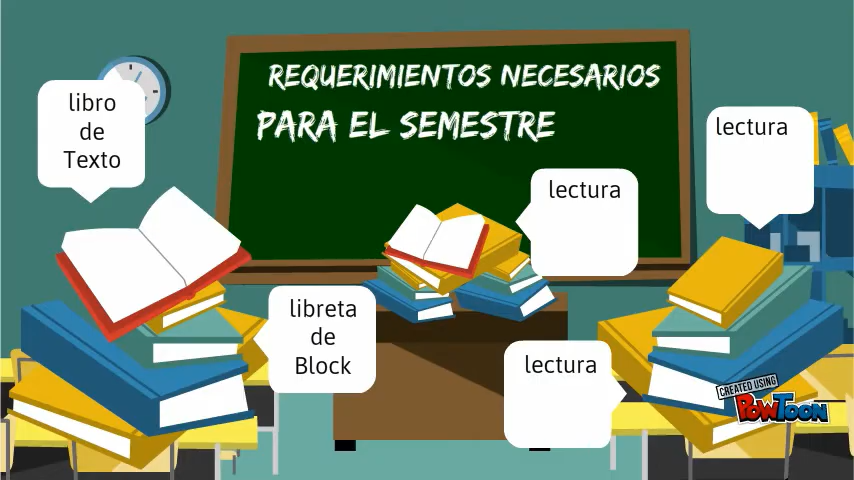 REQUERIMIENTOS NECESARIOS
PARA EL SEMESTRE
libro
de
Texto
lectura
lectura
libreta
de
Block
lectura
CREATED USING
POWTOON